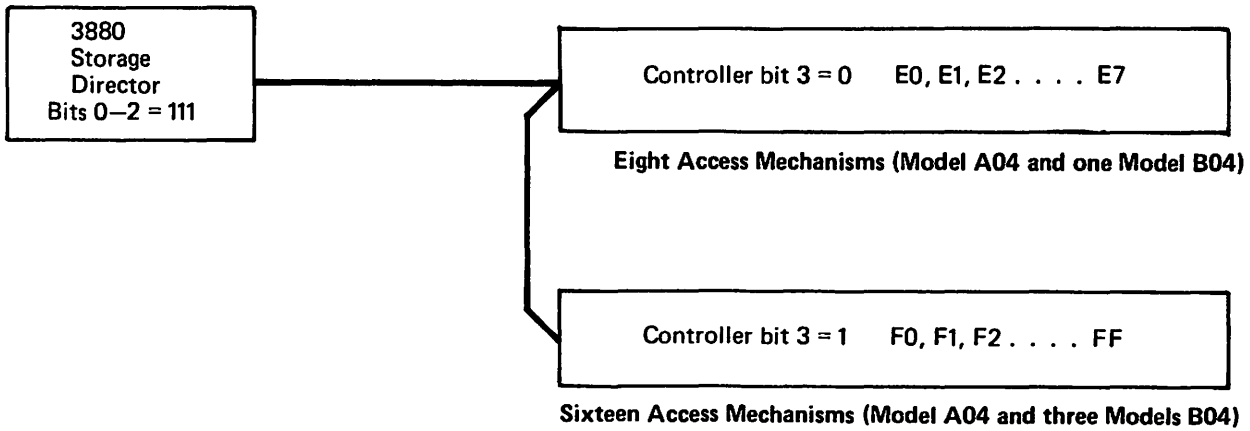 3880
Storage
Director
Bits 0–2 = 111
Controller bit 3 = 0 E0, E1, E2 . . . . E7
Eight Access Mechanisms (Model A04 and one Model B04)
Controller bit 3 = 1 F0, F1, F2 . . . . FF
Sixteen Access Mechanisms (Model A04 and three Models B04)